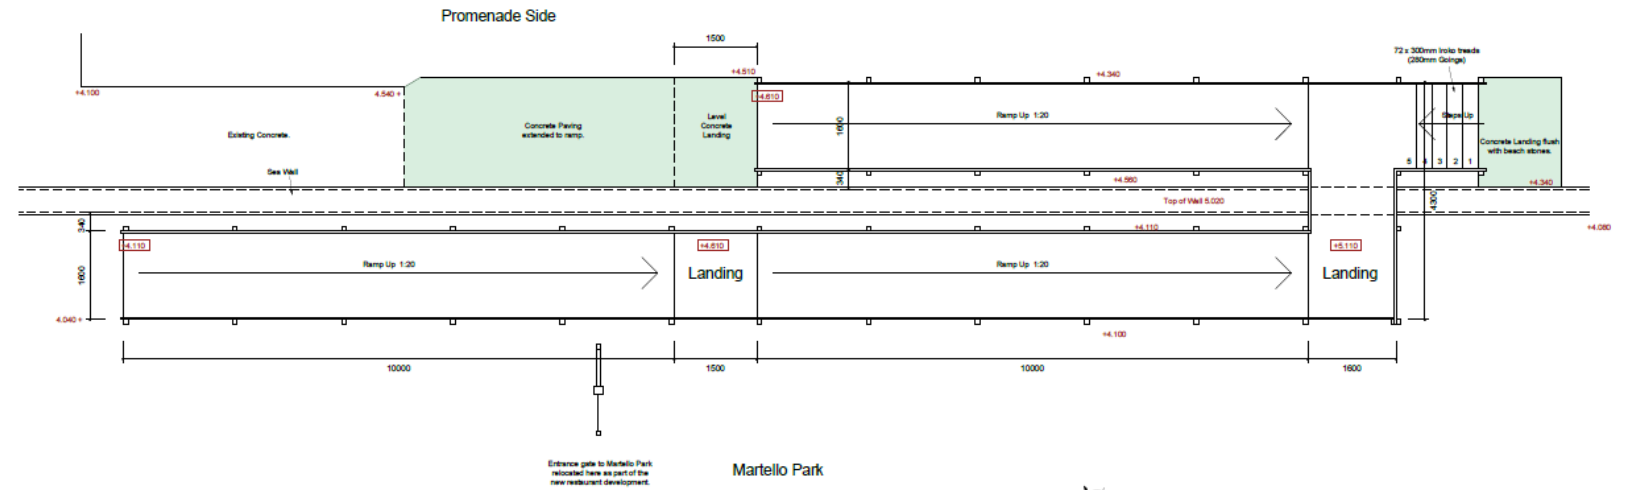 Promenade Side
1500
72 x 300mm Iroko treads
(280mm Goings)
+4.510
+4.340
+4.100
4.540 +
+4.610
Concrete Paving
extended to ramp.
Level
Concrete
Landing
1600
Ramp Up 1:20
Steps Up
Existing Concrete.
Concrete Landing flush
with beach stones.
5 4 3 2 1
Sea Wall
340
+4.560
+4.340
Top of Wall 5.020
4300
340
+4.110
+4.080
+4.110
+4.610
+5.110
Ramp Up 1:20
Landing
Ramp Up 1:20
Landing
1600
4.040 +
+4.100
10000
1500
10000
1600
Entrance gate to Martello Park
relocated here as part of the
new restaurant development.
Martello Park